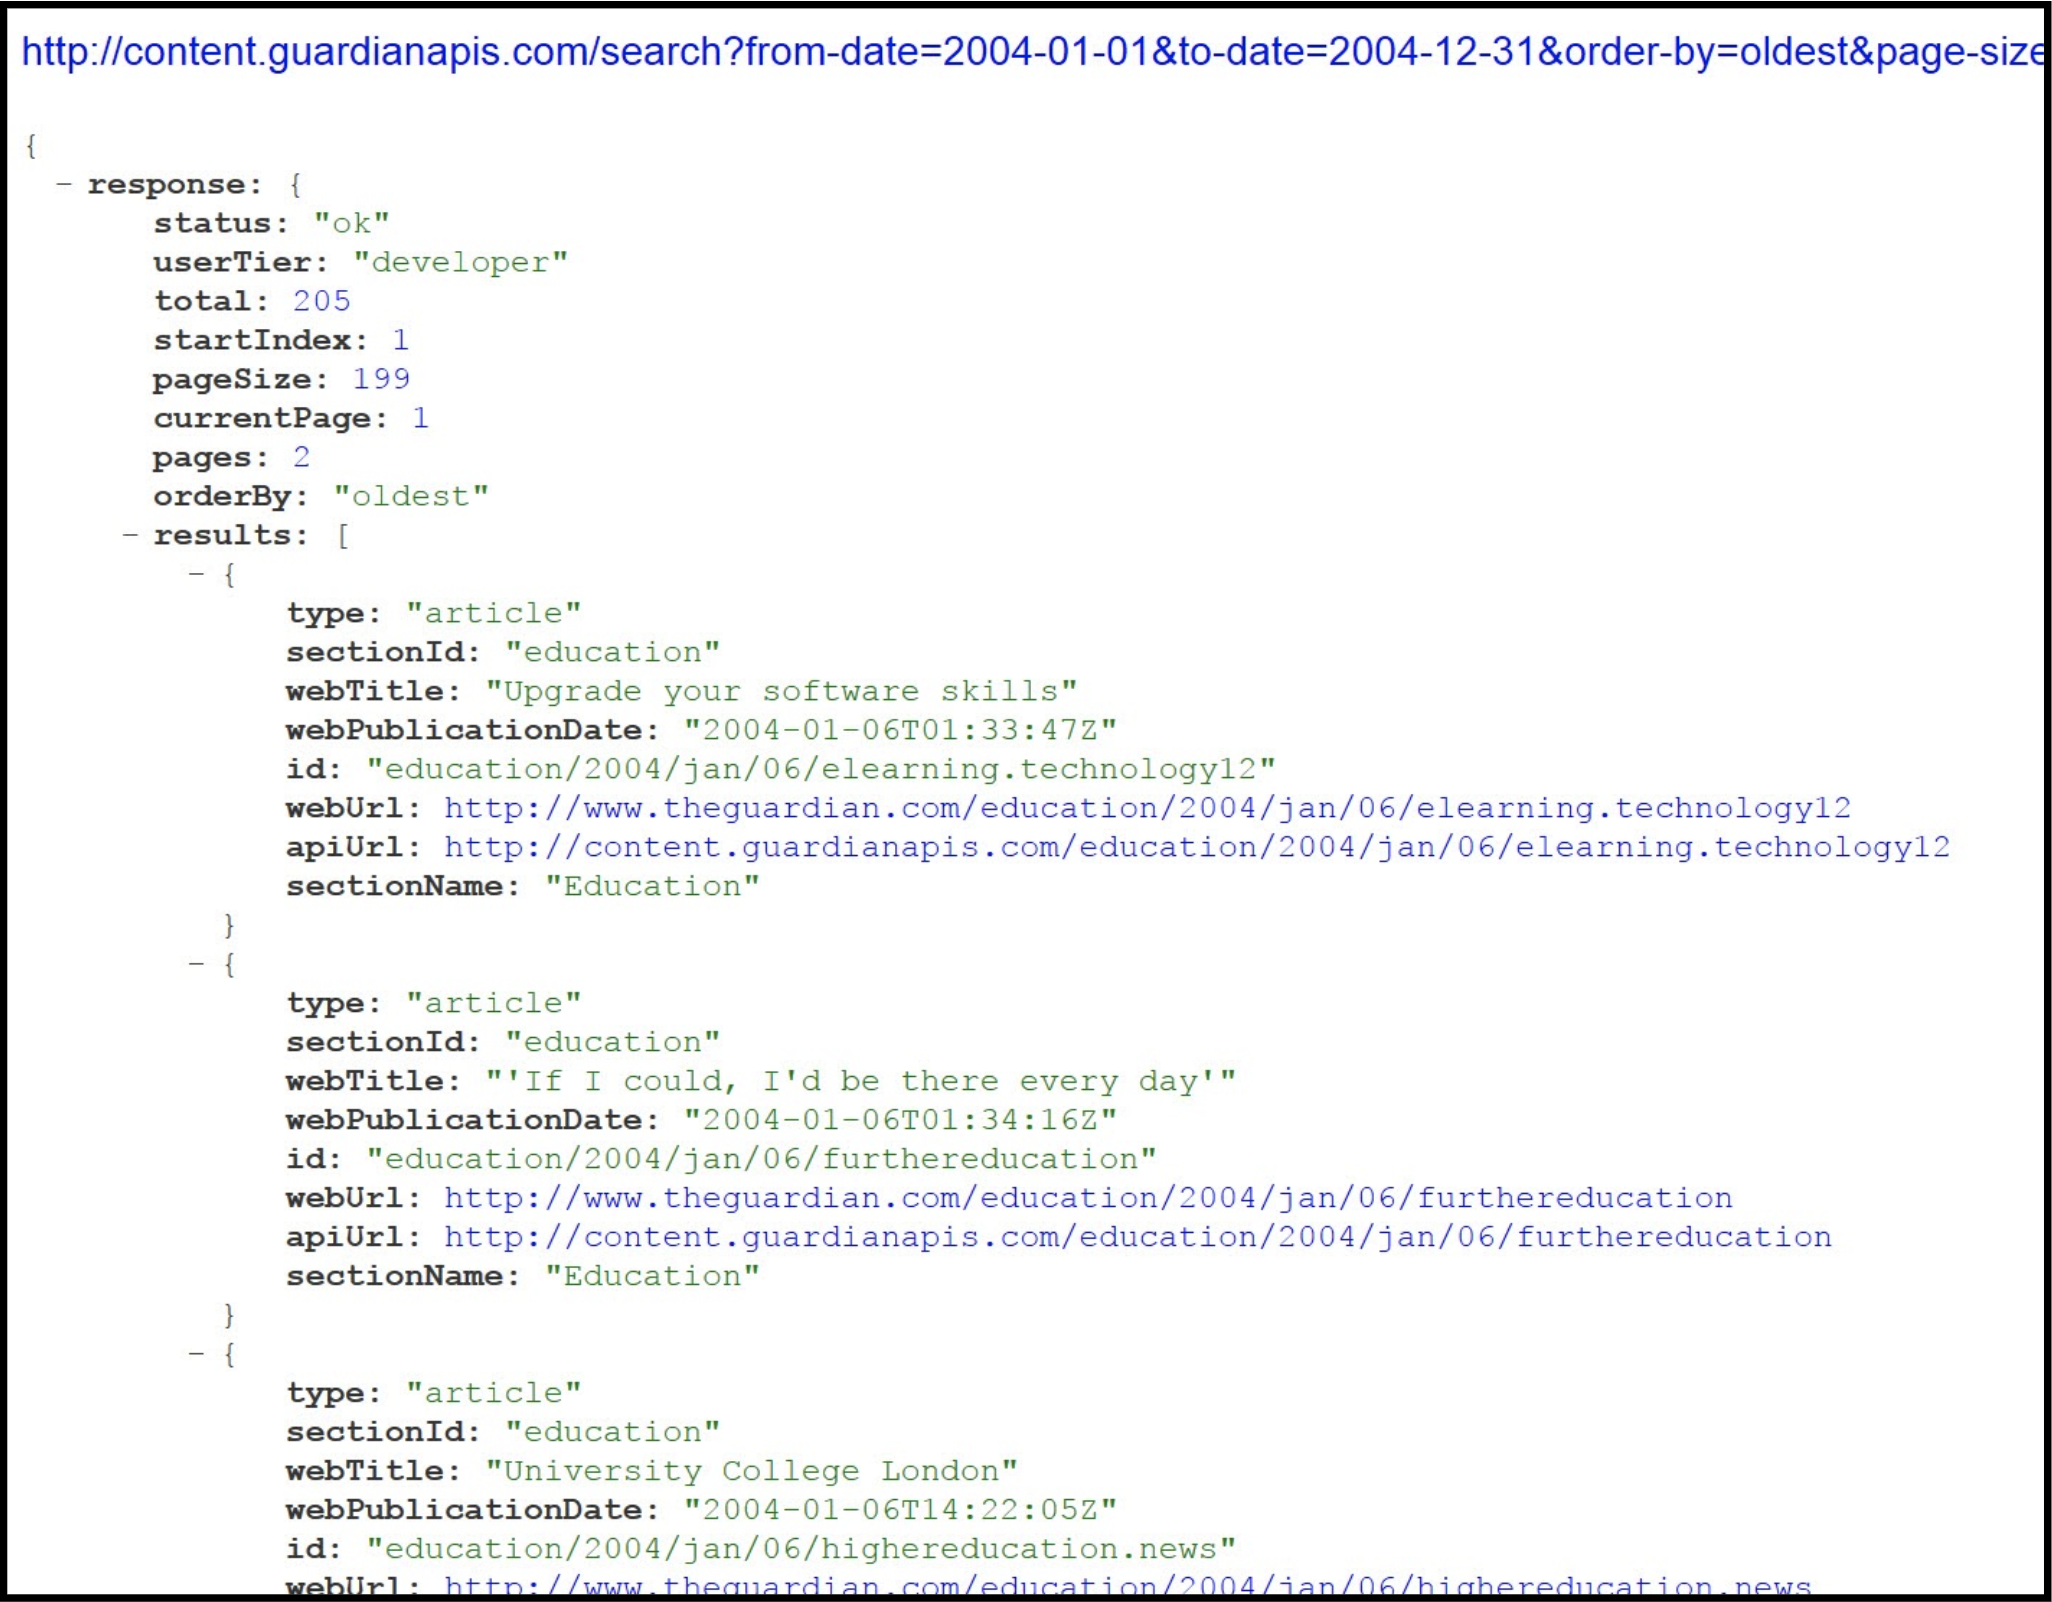 http://content.guardianapis.com/search?from-date=2004-01-01&to-date=2004-12-31&order-by=oldest&page-size
{
– response: {
status: "ok"
userTier: "developer"
total: 205
startIndex: 1
pageSize: 199
currentPage: 1
pages: 2
orderBy: "oldest"
– results: [
– {
type: "article"
sectionId: "education"
webTitle: "Upgrade your software skills"
webPublicationDate: "2004-01-06T01:33:47Z"
id: "education/2004/jan/06/elearning.technology12"
webUrl: http://www.theguardian.com/education/2004/jan/06/elearning.technology12
apiUrl: http://content.guardianapis.com/education/2004/jan/06/elearning.technology12
sectionName: "Education"
}
– {
type: "article"
sectionId: "education"
webTitle: "'If I could, I'd be there every day'"
webPublicationDate: "2004-01-06T01:34:16Z"
id: "education/2004/jan/06/furthereducation"
webUrl: http://www.theguardian.com/education/2004/jan/06/furthereducation
apiUrl: http://content.guardianapis.com/education/2004/jan/06/furthereducation
sectionName: "Education"
}
– {
type: "article"
sectionId: "education"
webTitle: "University College London"
webPublicationDate: "2004-01-06T14:22:05Z"
id: "education/2004/jan/06/highereducation.news"
webUrl: http://www.theguardian.com/education/2004/jan/06/highereducation.news